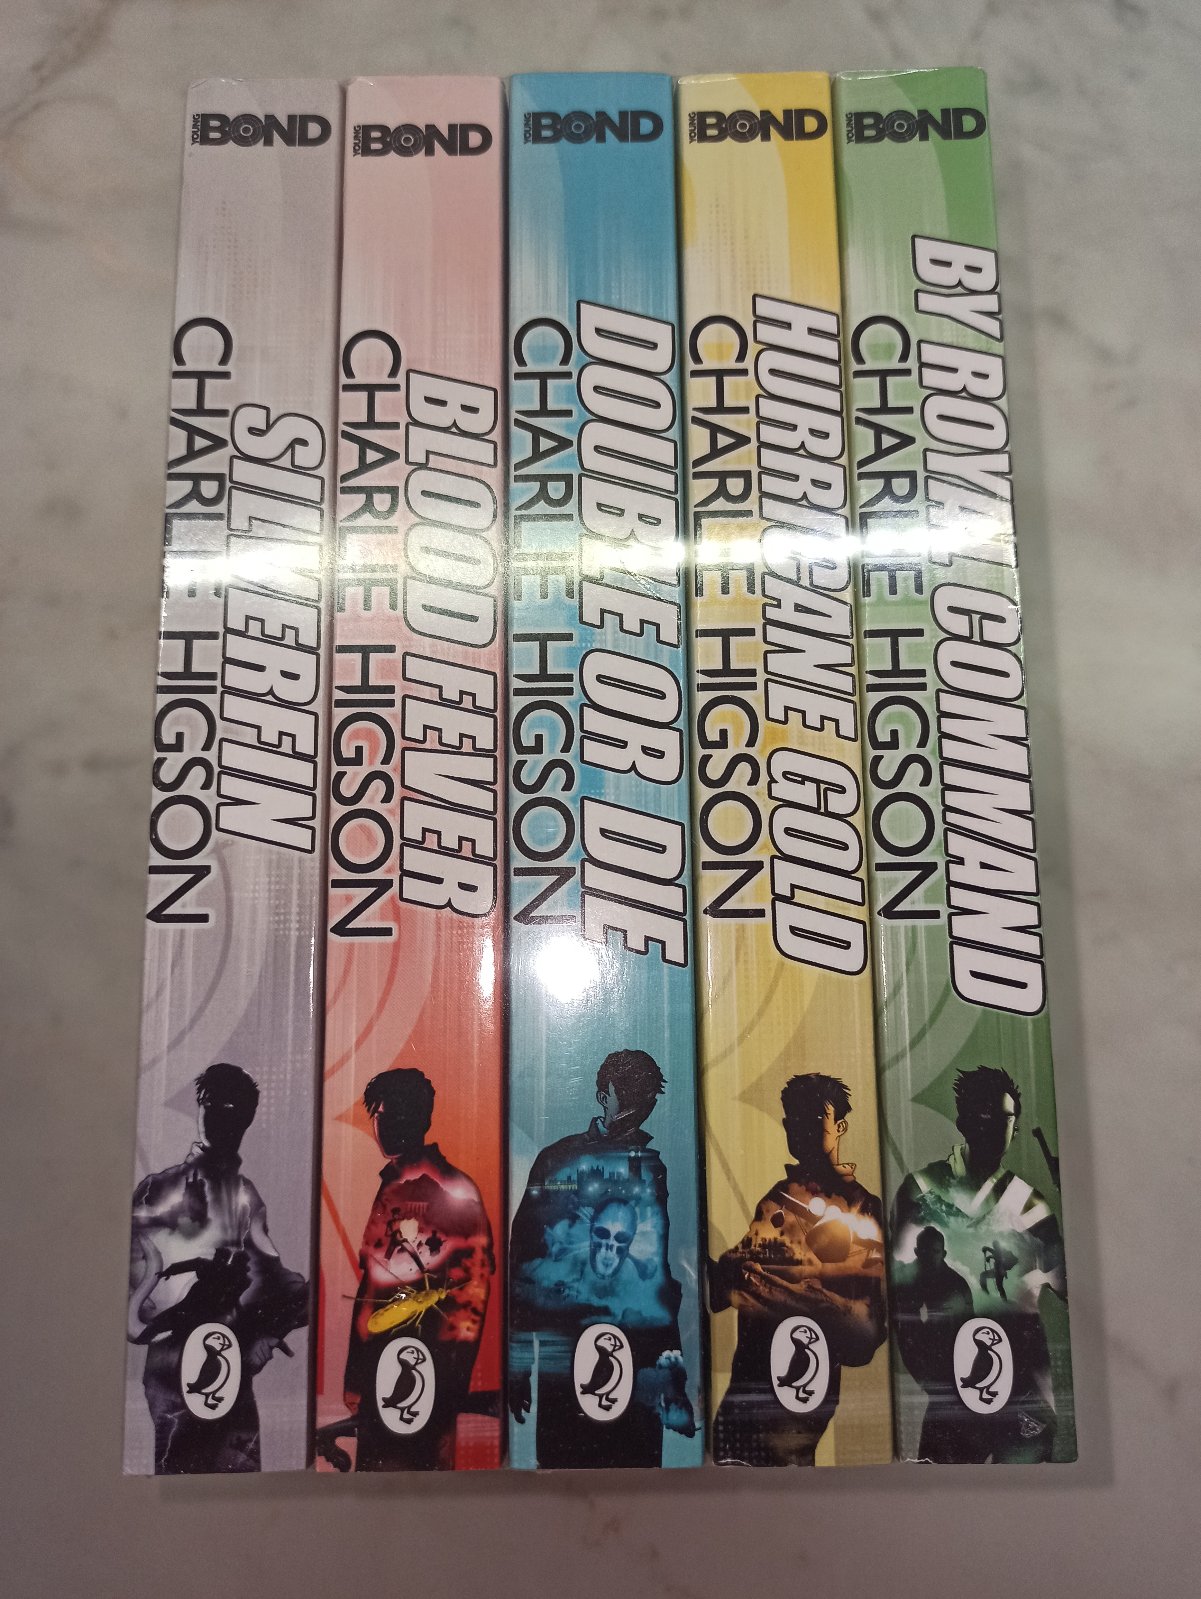 YOUNG BOND
CHARLIE HIGSON
SILVERFIN
YOUNG BOND
CHARLIE HIGSON
BLOOD FEVER
YOUNG BOND
CHARLIE HIGSON
DOUBLE OR DIE
YOUNG BOND
CHARLIE HIGSON
HURRICANE GOLD
YOUNG BOND
CHARLIE HIGSON
BY ROYAL COMMAND